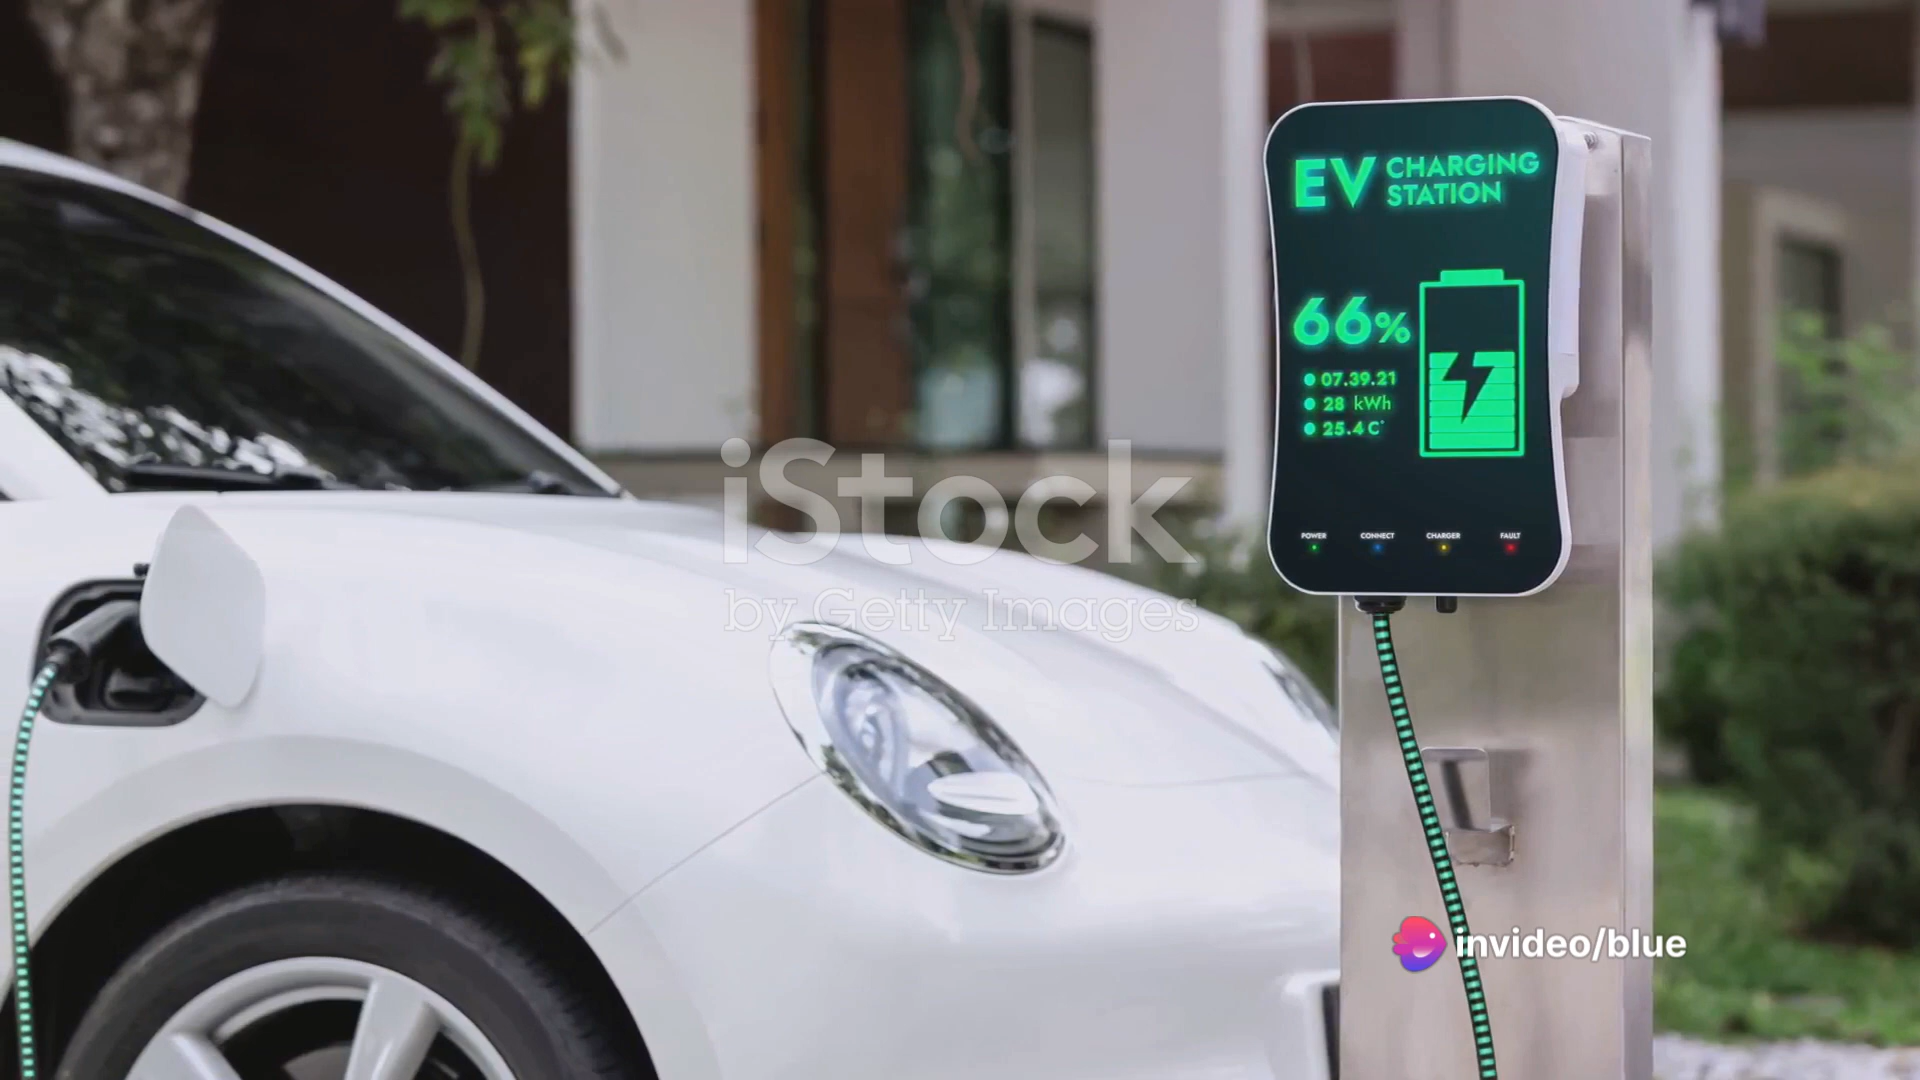 EV CHARGING
STATION
66%
07.39.21
28 kWh
25.4 C°
POWER CONNECT CHARGER FAULT
iStock
by Getty Images
invideo/blue